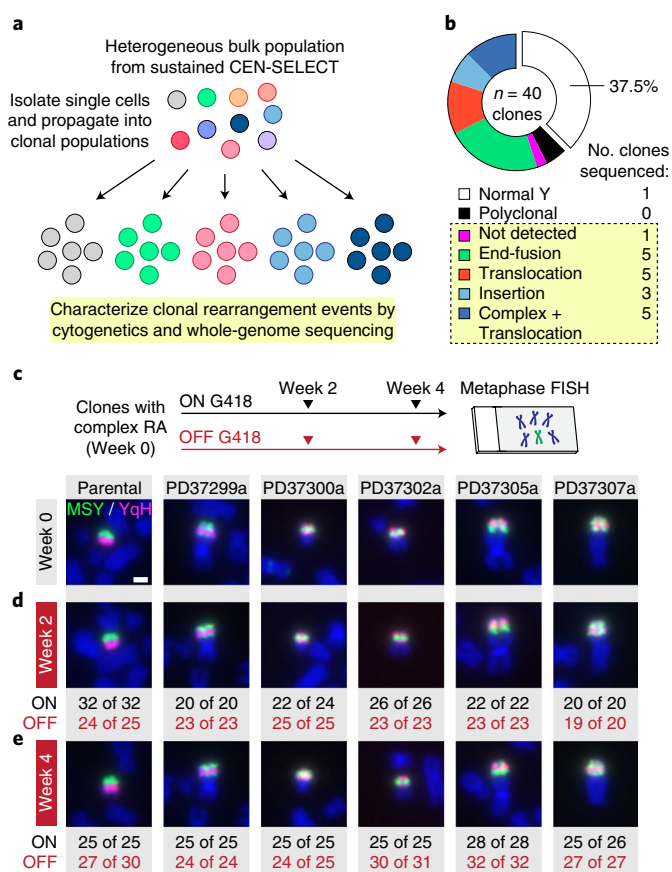 a
Heterogeneous bulk population
from sustained CEN-SELECT
Isolate single cells
and propagate into
clonal populations
Characterize clonal rearrangement events by
cytogenetics and whole-genome sequencing
b
n = 40
clones
37.5%
No. clones
sequenced:
Normal Y 1
Polyclonal 0
Not detected 1
End-fusion 5
Translocation 5
Insertion 3
Complex + 5
Translocation
c
Clones with
complex RA
(Week 0)
ON G418
OFF G418
Week 2
Week 4
Metaphase FISH
Parental PD37299a PD37300a PD37302a PD37305a PD37307a
Week 0
MSY / YqH
d
Week 2
ON 32 of 32 20 of 20 22 of 24 26 of 26 22 of 22 20 of 20
OFF 24 of 25 23 of 23 25 of 25 23 of 23 23 of 23 19 of 20
e
Week 4
ON 25 of 25 25 of 25 25 of 25 25 of 25 28 of 28 25 of 26
OFF 27 of 30 24 of 24 24 of 25 30 of 31 32 of 32 27 of 27